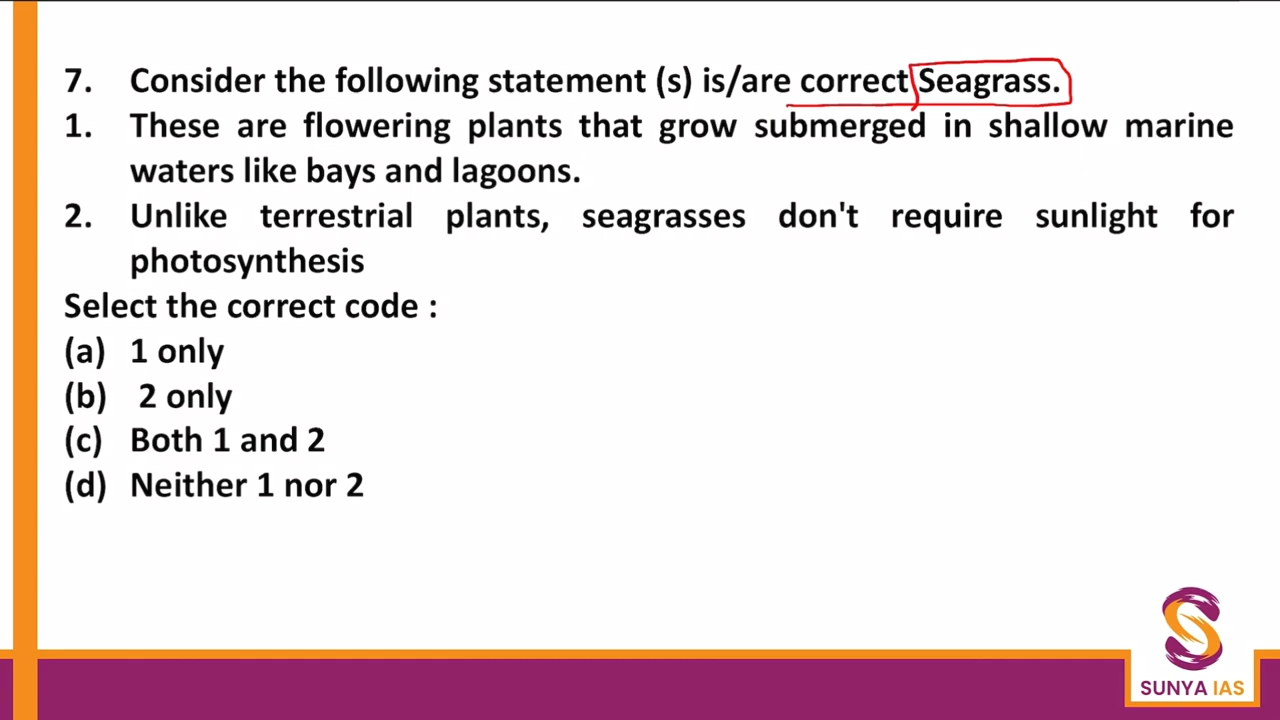 7. Consider the following statement (s) is/are correct Seagrass.
1. These are flowering plants that grow submerged in shallow marine
waters like bays and lagoons.
2. Unlike terrestrial plants, seagrasses don't require sunlight for
photosynthesis
Select the correct code :
(a) 1 only
(b) 2 only
(c) Both 1 and 2
(d) Neither 1 nor 2
SUNYA IAS